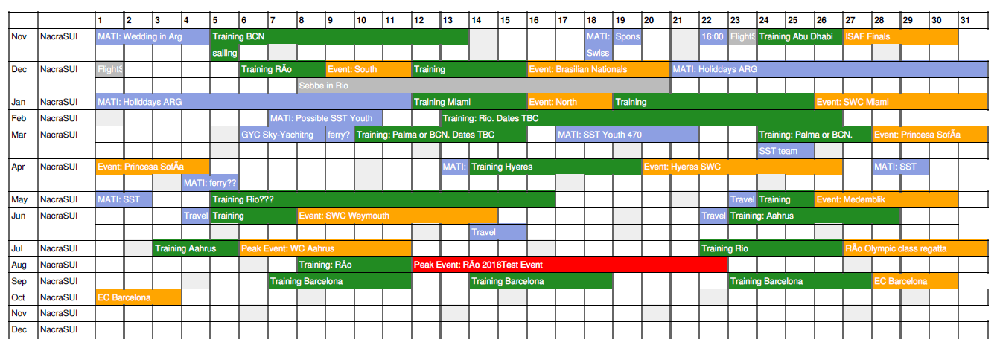 1 2 3 4 5 6 7 8 9 10 11 12 13 14 15 16 17 18 19 20 21 22 23 24 25 26 27 28 29 30 31
Nov NacraSUI MATI: Wedding in Arg Training BCN MATI: Spons 16:00 FlightS Training Abu Dhabi ISAF Finals
sailing Swiss
Dec NacraSUI FlightS Training RÃo Event: South Training Event: Brasilian Nationals MATI: Holiddays ARG
Sebbe in Rio
Jan NacraSUI MATI: Holiddays ARG Training Miami Event: North Training Event: SWC Miami
Feb NacraSUI MATI: Possible SST Youth Training: Rio. Dates TBC
Mar NacraSUI GYC Sky-Yachitng ferry? Training: Palma or BCN. Dates TBC MATI: SST Youth 470 Training: Palma or BCN. Event: Princesa SofÃa
SST team
Apr NacraSUI Event: Princesa SofÃa MATI: Training Hyeres Event: Hyeres SWC MATI: SST
MATI: ferry??
May NacraSUI MATI: SST Training Rio??? Travel Training Event: Medemblik
Jun NacraSUI Travel Training Event: SWC Weymouth Travel Training: Aahrus
Travel
Jul NacraSUI Training Aahrus Peak Event: WC Aahrus Training Rio RÃo Olympic class regatta
Aug NacraSUI Training: RÃo Peak Event: RÃo 2016Test Event
Sep NacraSUI Training Barcelona Training Barcelona Training Barcelona EC Barcelona
Oct NacraSUI EC Barcelona
Nov NacraSUI
Dec NacraSUI